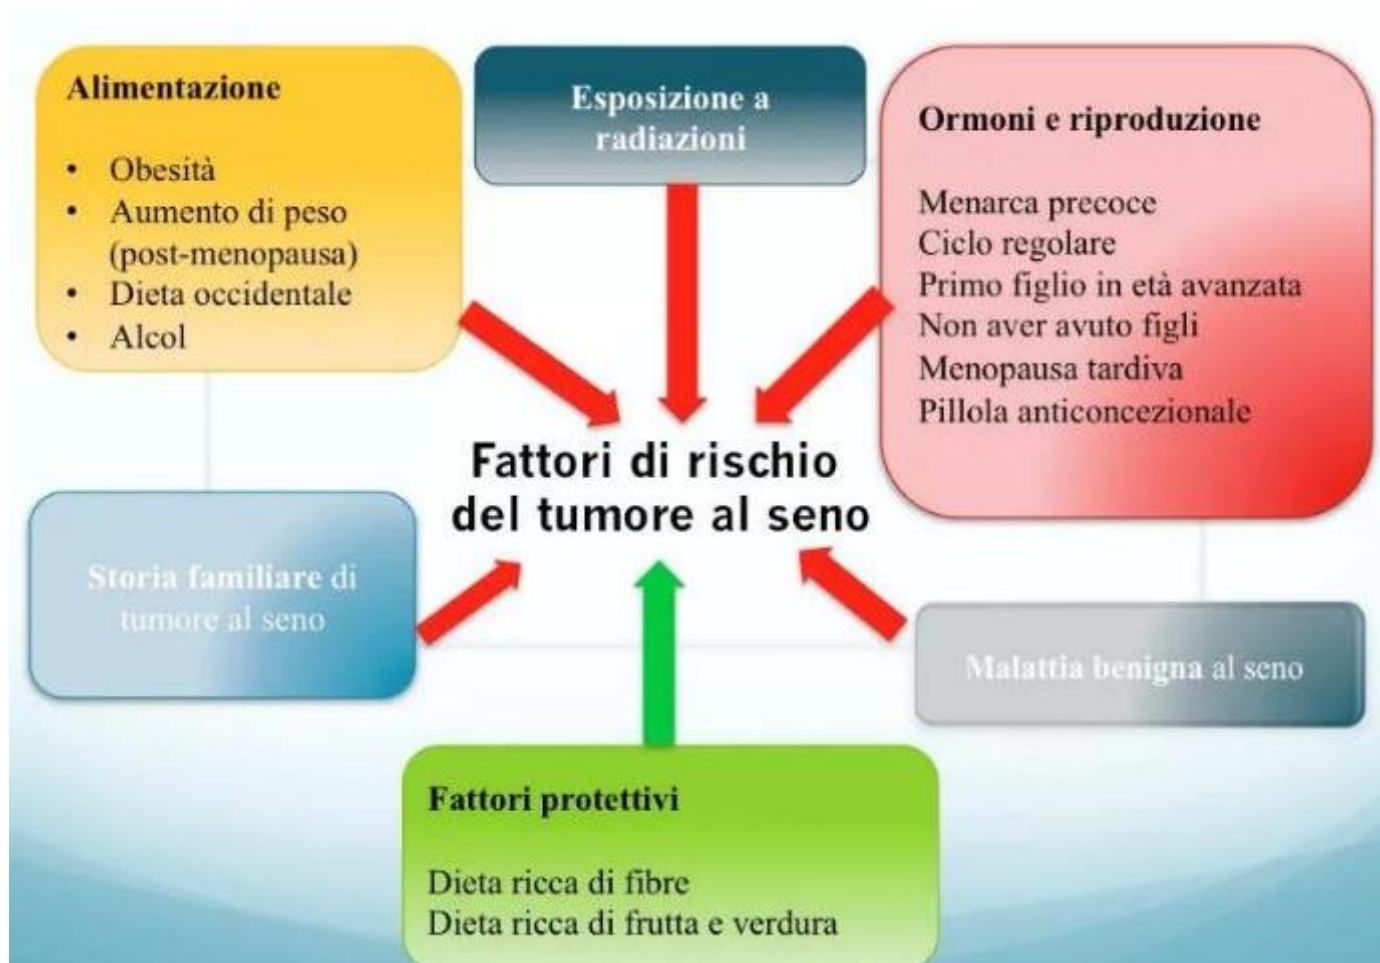 Alimentazione
• Obesità
• Aumento di peso
(post-menopausa)
• Dieta occidentale
• Alcol
Esposizione a
radiazioni
Ormoni e riproduzione
Menarca precoce
Ciclo regolare
Primo figlio in età avanzata
Non aver avuto figli
Menopausa tardiva
Pillola anticoncezionale
Fattori di rischio
del tumore al seno
Storia familiare di
tumore al seno
Malattia benigna al seno
Fattori protettivi
Dieta ricca di fibre
Dieta ricca di frutta e verdura